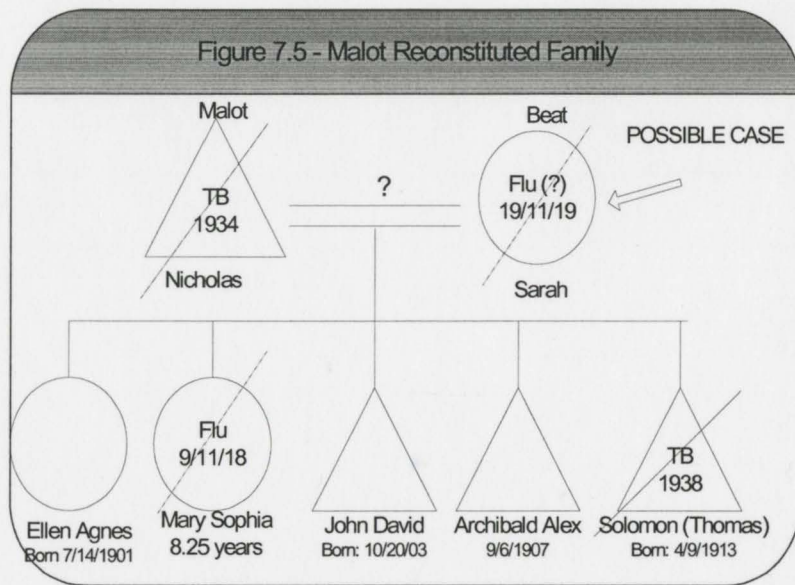 Figure 7.5 - Malot Reconstituted Family
Malot
Beat
POSSIBLE CASE
TB
1934
?
Flu (?)
19/11/19
Nicholas
Sarah
Flu
9/11/18
TB
1938
Ellen Agnes
Born 7/14/1901
Mary Sophia
8.25 years
John David
Born: 10/20/03
Archibald Alex
9/6/1907
Solomon (Thomas)
Born: 4/9/1913